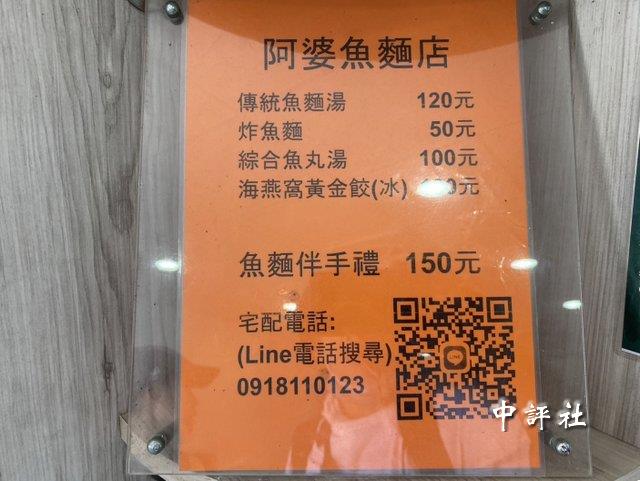 阿婆魚麵店
傳統魚麵湯 120元
炸魚麵 50元
綜合魚丸湯 100元
海燕窩黃金餃(冰) 元
魚麵伴手禮 150元
宅配電話:
(Line電話搜尋)
0918110123
LINE
中評社